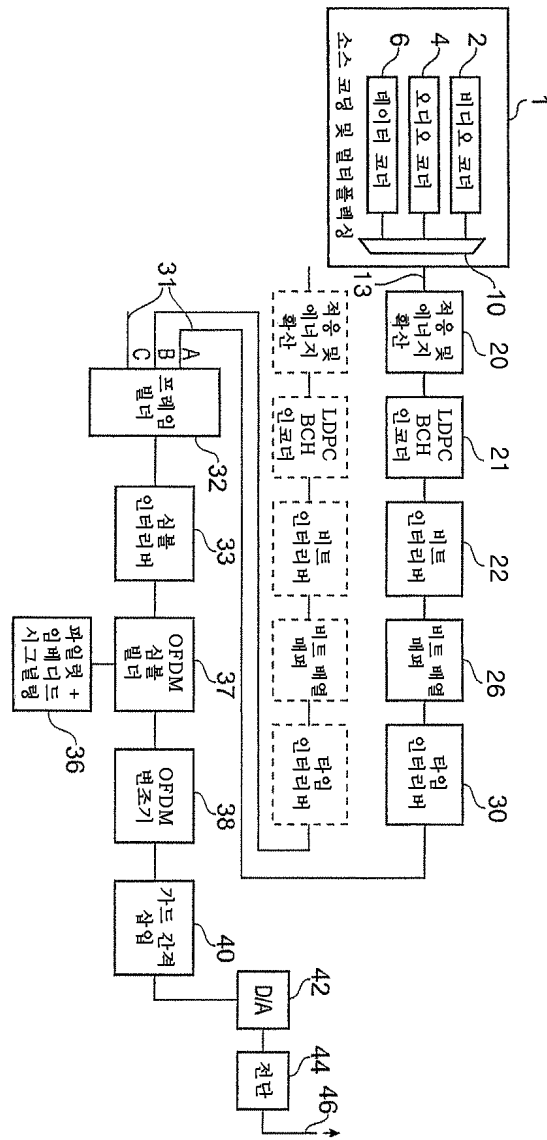 1
2
비디오 코더
4
오디오 코더
6
데이터 코더
소스 코딩 및 멀티플렉싱
10
13
20
적응 및
에너지
확산
21
LDPC
BCH
인코더
22
비트
인터리버
26
비트 배열
매퍼
30
타임
인터리버
적응 및
에너지
확산
LDPC
BCH
인코더
비트
인터리버
비트 배열
매퍼
타임
인터리버
31
A
B
C
프레임
빌더
32
심볼
인터리버
33
OFDM
심볼
빌더
37
파일럿 +
임베디드
시그널링
36
OFDM
변조기
38
가드 간격
삽입
40
D/A
42
전단
44
46